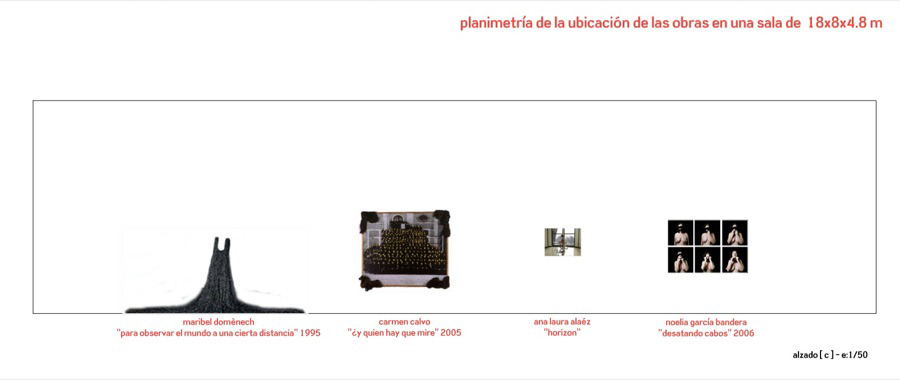 planimetría de la ubicación de las obras en una sala de 18x8x4.8 m
maribel domènech
"para observar el mundo a una cierta distancia" 1995
carmen calvo
"¿y quien hay que mire" 2005
ana laura alaéz
"horizon"
noelia garcía bandera
"desatando cabos" 2006
alzado [ c ] - e:1/50